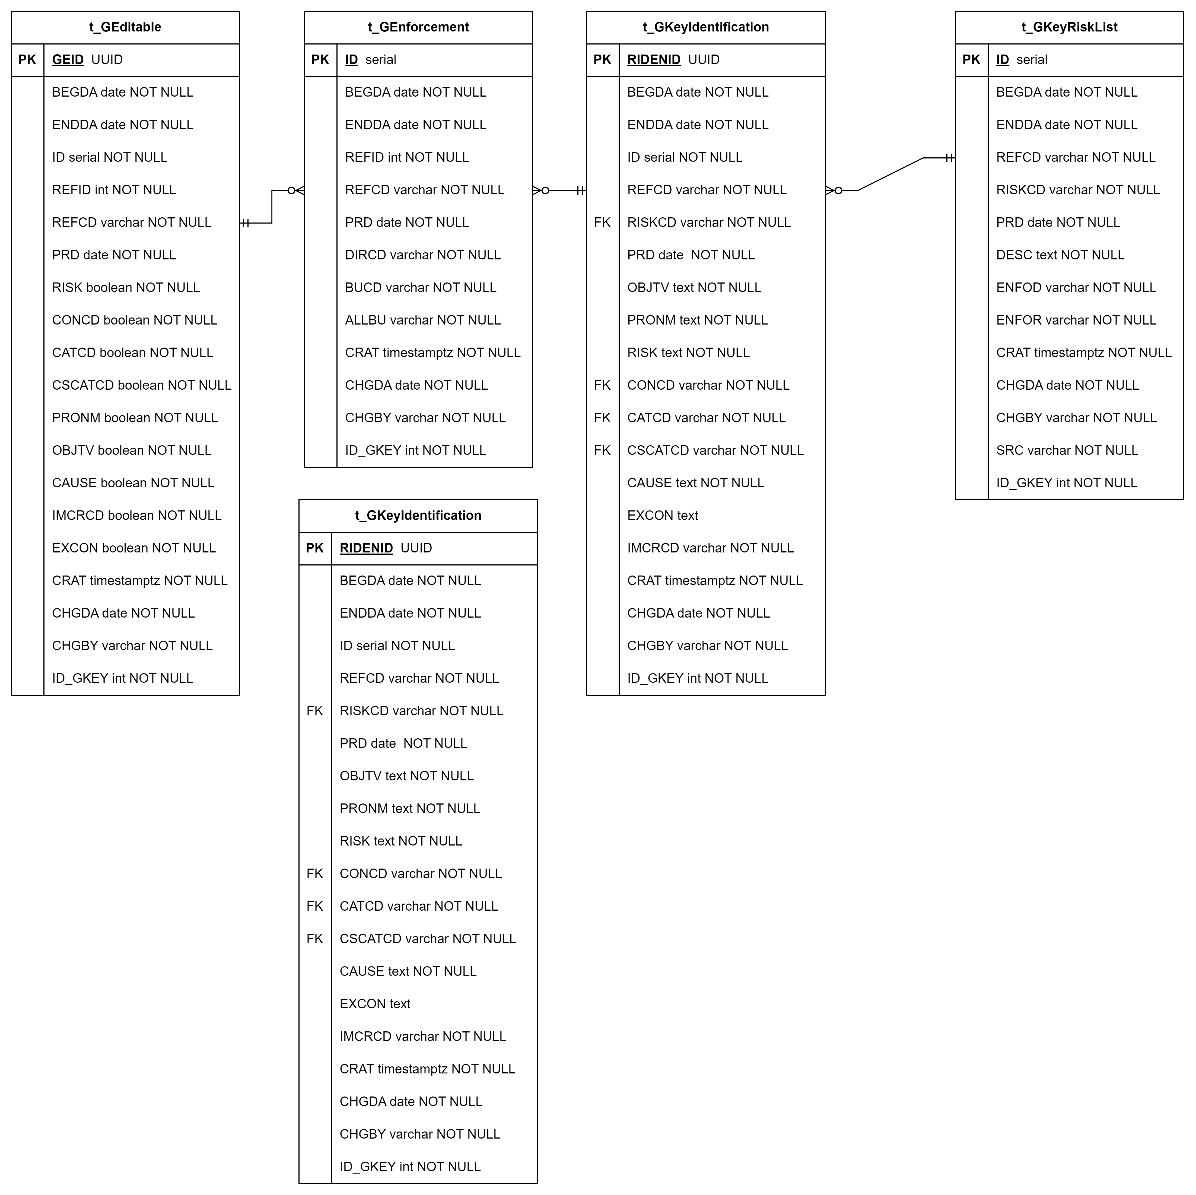 t_GEditable
PK GEID UUID
BEGDA date NOT NULL
ENDDA date NOT NULL
ID serial NOT NULL
REFID int NOT NULL
REFCD varchar NOT NULL
PRD date NOT NULL
RISK boolean NOT NULL
CONCD boolean NOT NULL
CATCD boolean NOT NULL
CSCATCD boolean NOT NULL
PRONM boolean NOT NULL
OBJTV boolean NOT NULL
CAUSE boolean NOT NULL
IMCRCD boolean NOT NULL
EXCON boolean NOT NULL
CRAT timestamptz NOT NULL
CHGDA date NOT NULL
CHGBY varchar NOT NULL
ID_GKEY int NOT NULL
t_GEnforcement
PK ID serial
BEGDA date NOT NULL
ENDDA date NOT NULL
REFID int NOT NULL
REFCD varchar NOT NULL
PRD date NOT NULL
DIRCD varchar NOT NULL
BUCD varchar NOT NULL
ALLBU varchar NOT NULL
CRAT timestamptz NOT NULL
CHGDA date NOT NULL
CHGBY varchar NOT NULL
ID_GKEY int NOT NULL
t_GKeyIdentification
PK RIDENID UUID
BEGDA date NOT NULL
ENDDA date NOT NULL
ID serial NOT NULL
REFCD varchar NOT NULL
FK RISKCD varchar NOT NULL
PRD date NOT NULL
OBJTV text NOT NULL
PRONM text NOT NULL
RISK text NOT NULL
FK CONCD varchar NOT NULL
FK CATCD varchar NOT NULL
FK CSCATCD varchar NOT NULL
CAUSE text NOT NULL
EXCON text
IMCRCD varchar NOT NULL
CRAT timestamptz NOT NULL
CHGDA date NOT NULL
CHGBY varchar NOT NULL
ID_GKEY int NOT NULL
t_GKeyRiskList
PK ID serial
BEGDA date NOT NULL
ENDDA date NOT NULL
REFCD varchar NOT NULL
RISKCD varchar NOT NULL
PRD date NOT NULL
DESC text NOT NULL
ENFOD varchar NOT NULL
ENFOR varchar NOT NULL
CRAT timestamptz NOT NULL
CHGDA date NOT NULL
CHGBY varchar NOT NULL
SRC varchar NOT NULL
ID_GKEY int NOT NULL
t_GKeyIdentification
PK RIDENID UUID
BEGDA date NOT NULL
ENDDA date NOT NULL
ID serial NOT NULL
REFCD varchar NOT NULL
FK RISKCD varchar NOT NULL
PRD date NOT NULL
OBJTV text NOT NULL
PRONM text NOT NULL
RISK text NOT NULL
FK CONCD varchar NOT NULL
FK CATCD varchar NOT NULL
FK CSCATCD varchar NOT NULL
CAUSE text NOT NULL
EXCON text
IMCRCD varchar NOT NULL
CRAT timestamptz NOT NULL
CHGDA date NOT NULL
CHGBY varchar NOT NULL
ID_GKEY int NOT NULL